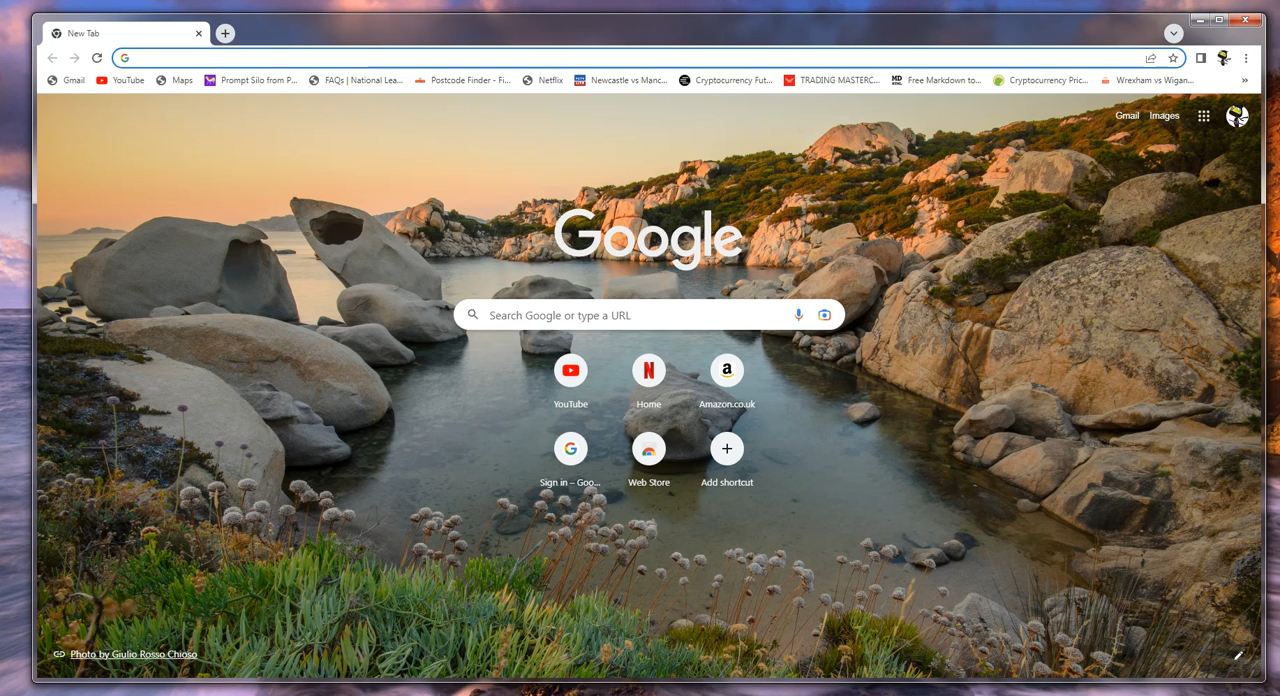 New Tab
Gmail YouTube Maps Prompt Silo from P... FAQs | National Lea... Postcode Finder - Fi... Netflix Newcastle vs Manc... Cryptocurrency Fut... TRADING MASTERC... Free Markdown to... Cryptocurrency Pric... Wrexham vs Wigan...
Gmail Images
Google
Search Google or type a URL
YouTube Home Amazon.co.uk
Sign in – Goo... Web Store Add shortcut
Photo by Giulio Rosso Chioso